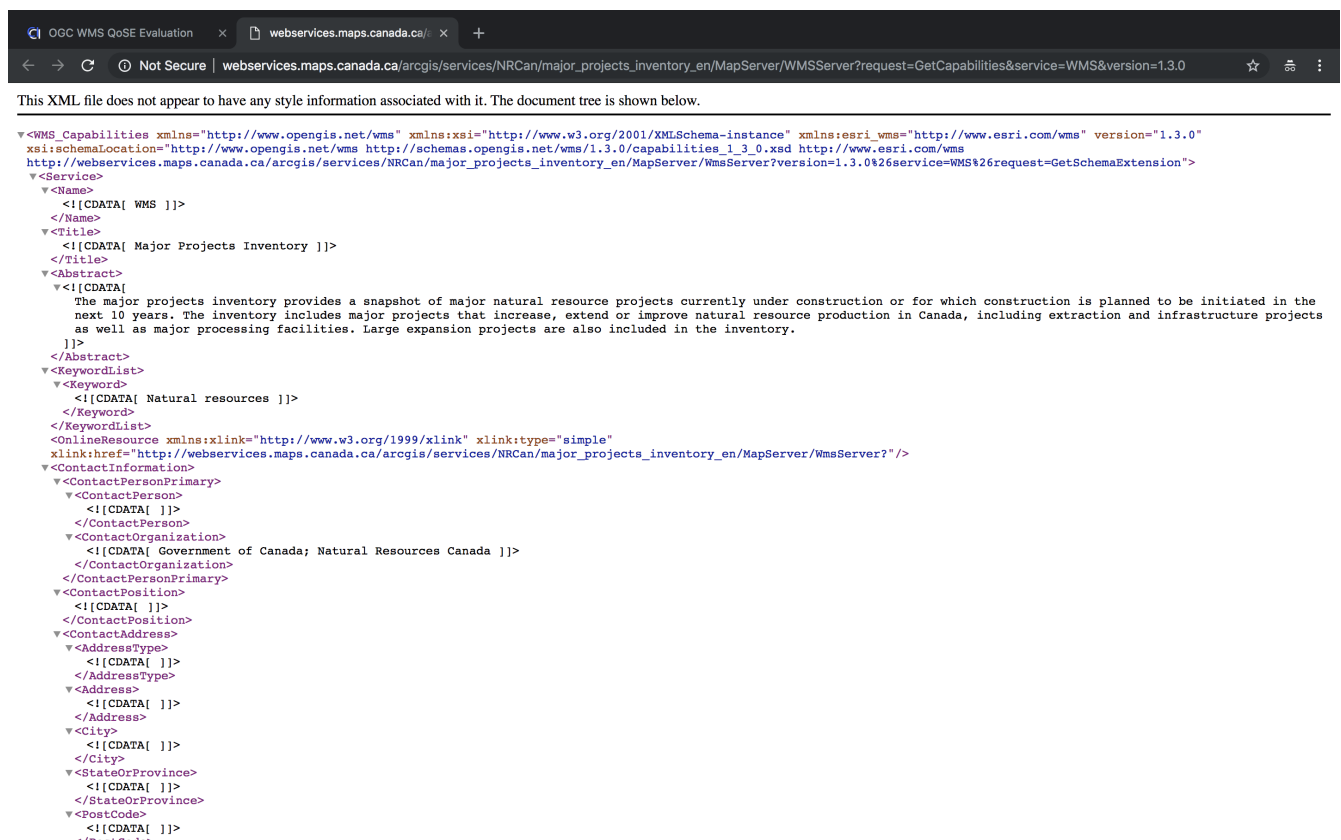 OGC WMS QoSE Evaluation
webservices.maps.canada.ca/a
Not Secure | webservices.maps.canada.ca/arcgis/services/NRCan/major_projects_inventory_en/MapServer/WMSServer?request=GetCapabilities&service=WMS&version=1.3.0
This XML file does not appear to have any style information associated with it. The document tree is shown below.
▼<WMS_Capabilities xmlns="http://www.opengis.net/wms" xmlns:xsi="http://www.w3.org/2001/XMLSchema-instance" xmlns:esri_wms="http://www.esri.com/wms" version="1.3.0"
xsi:schemaLocation="http://www.opengis.net/wms http://schemas.opengis.net/wms/1.3.0/capabilities_1_3_0.xsd http://www.esri.com/wms
http://webservices.maps.canada.ca/arcgis/services/NRCan/major_projects_inventory_en/MapServer/WmsServer?version=1.3.0%26service=WMS%26request=GetSchemaExtension">
▼<Service>
▼<Name>
<![CDATA[ WMS ]]>
</Name>
▼<Title>
<![CDATA[ Major Projects Inventory ]]>
</Title>
▼<Abstract>
▼<![CDATA[
The major projects inventory provides a snapshot of major natural resource projects currently under construction or for which construction is planned to be initiated in the
next 10 years. The inventory includes major projects that increase, extend or improve natural resource production in Canada, including extraction and infrastructure projects
as well as major processing facilities. Large expansion projects are also included in the inventory.
]]>
</Abstract>
▼<KeywordList>
▼<Keyword>
<![CDATA[ Natural resources ]]>
</Keyword>
</KeywordList>
<OnlineResource xmlns:xlink="http://www.w3.org/1999/xlink" xlink:type="simple"
xlink:href="http://webservices.maps.canada.ca/arcgis/services/NRCan/major_projects_inventory_en/MapServer/WmsServer?"/>
▼<ContactInformation>
▼<ContactPersonPrimary>
▼<ContactPerson>
<![CDATA[ ]]>
</ContactPerson>
▼<ContactOrganization>
<![CDATA[ Government of Canada; Natural Resources Canada ]]>
</ContactOrganization>
</ContactPersonPrimary>
▼<ContactPosition>
<![CDATA[ ]]>
</ContactPosition>
▼<ContactAddress>
▼<AddressType>
<![CDATA[ ]]>
</AddressType>
▼<Address>
<![CDATA[ ]]>
</Address>
▼<City>
<![CDATA[ ]]>
</City>
▼<StateOrProvince>
<![CDATA[ ]]>
</StateOrProvince>
▼<PostCode>
<![CDATA[ ]]>